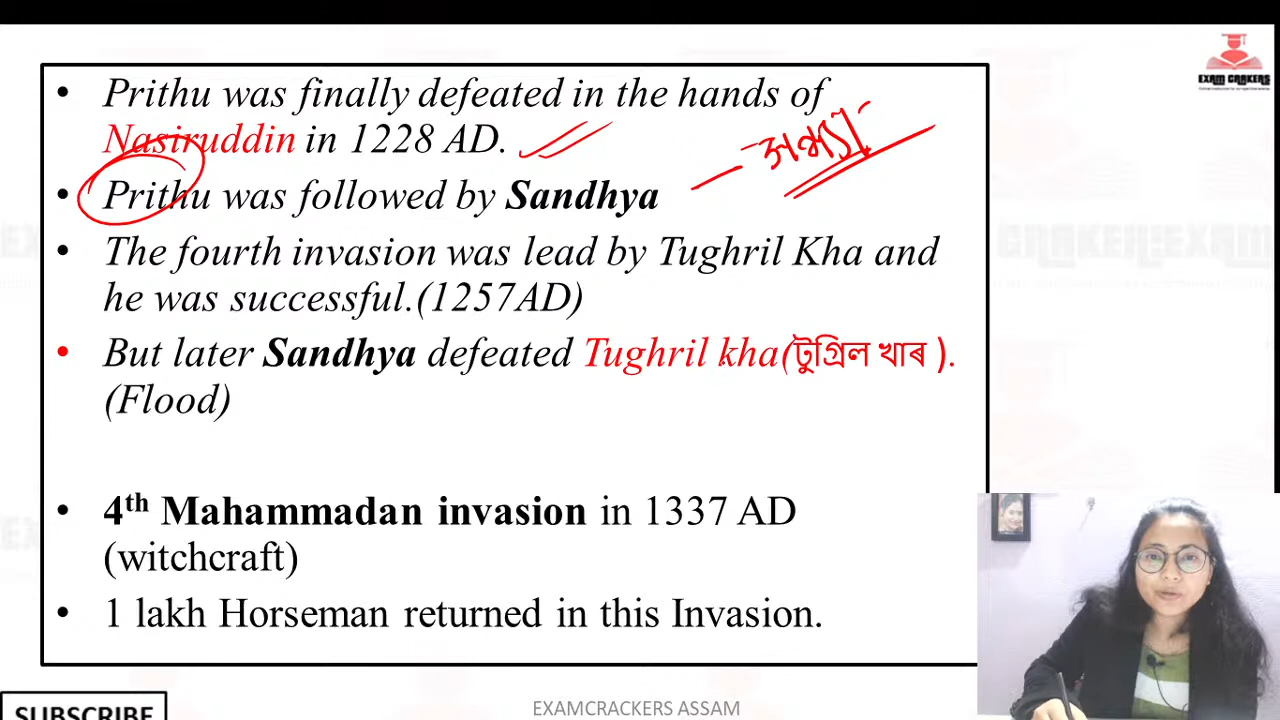 EXAM CRAKERS
• Prithu was finally defeated in the hands of
Nasiruddin in 1228 AD.
• Prithu was followed by Sandhya
• The fourth invasion was lead by Tughril Kha and
he was successful.(1257AD)
• But later Sandhya defeated Tughril kha(টুগ্ৰিল খাৰ ).
(Flood)
• 4th Mahammadan invasion in 1337 AD
(witchcraft)
• 1 lakh Horseman returned in this Invasion.
SUBSCRIBE
EXAMCRACKERS ASSAM